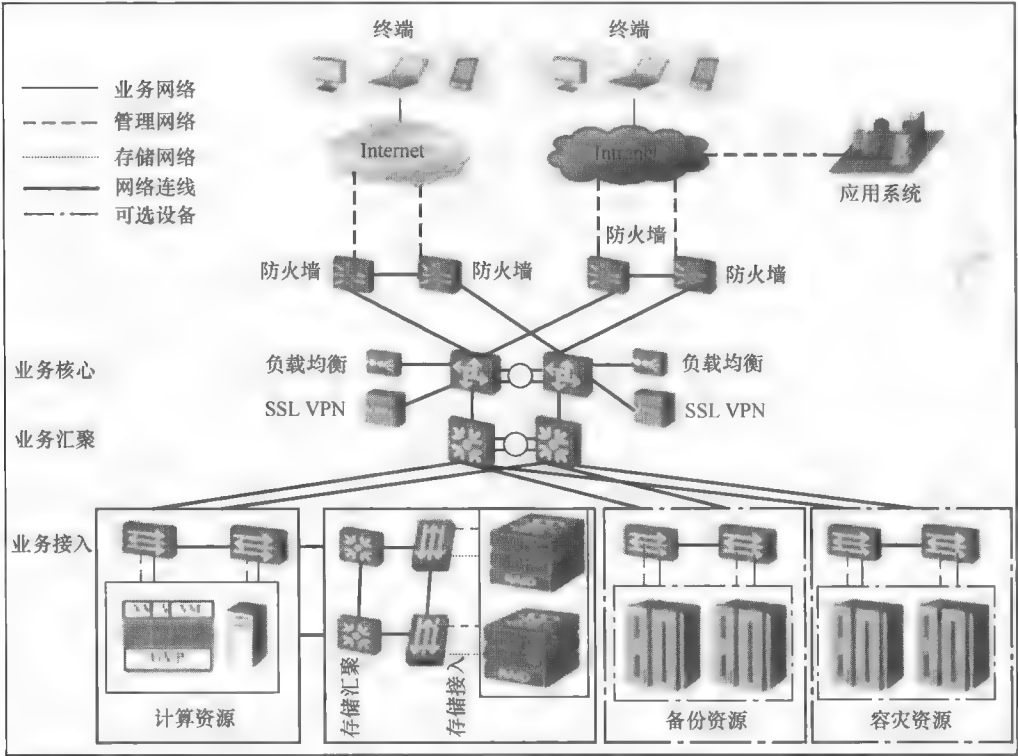 终端
终端
业务网络
管理网络
存储网络
网络连线
可选设备
Internet
Intranet
应用系统
防火墙
防火墙
防火墙
防火墙
业务核心
负载均衡
负载均衡
SSL VPN
SSL VPN
业务汇聚
业务接入
存储汇聚
存储接入
计算资源
备份资源
容灾资源